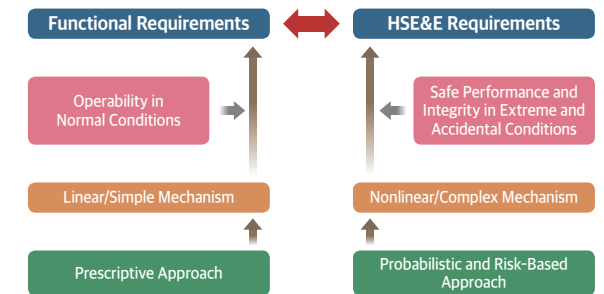 Functional Requirements
HSE&E Requirements
Operability in
Normal Conditions
Safe Performance and
Integrity in Extreme and
Accidental Conditions
Linear/Simple Mechanism
Nonlinear/Complex Mechanism
Prescriptive Approach
Probabilistic and Risk-Based
Approach